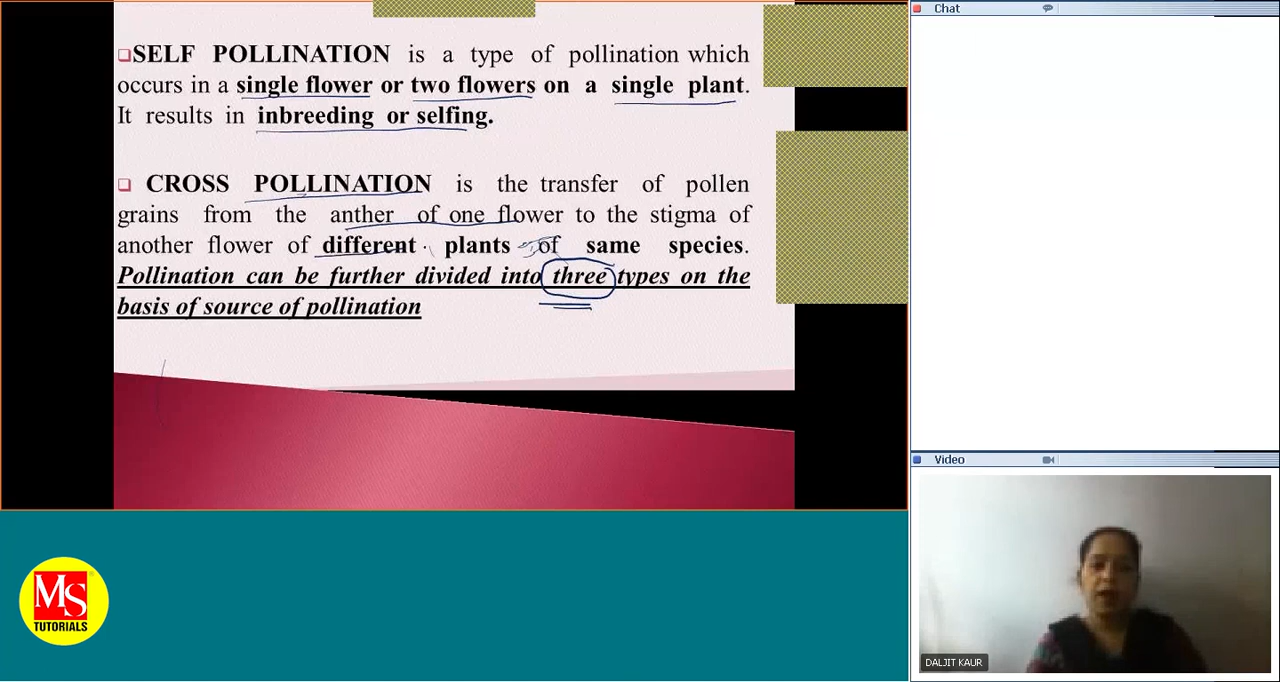 SELF POLLINATION is a type of pollination which
occurs in a single flower or two flowers on a single plant.
It results in inbreeding or selfing.
CROSS POLLINATION is the transfer of pollen
grains from the anther of one flower to the stigma of
another flower of different plants of same species.
Pollination can be further divided into three types on the
basis of source of pollination
Chat
Video
DALJIT KAUR
MS
TUTORIALS